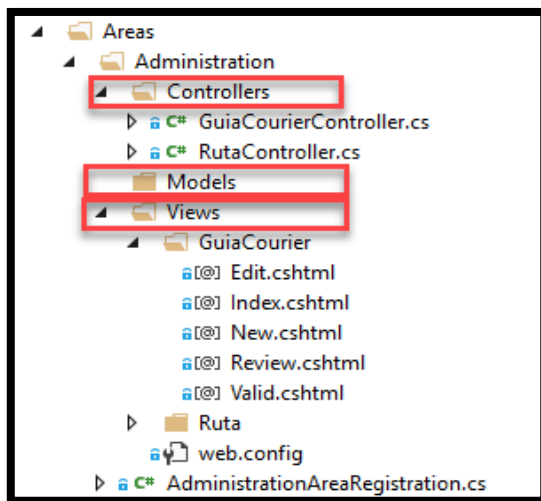 Areas
Administration
Controllers
C# GuiaCourierController.cs
C# RutaController.cs
Models
Views
GuiaCourier
[@] Edit.cshtml
[@] Index.cshtml
[@] New.cshtml
[@] Review.cshtml
[@] Valid.cshtml
Ruta
web.config
C# AdministrationAreaRegistration.cs